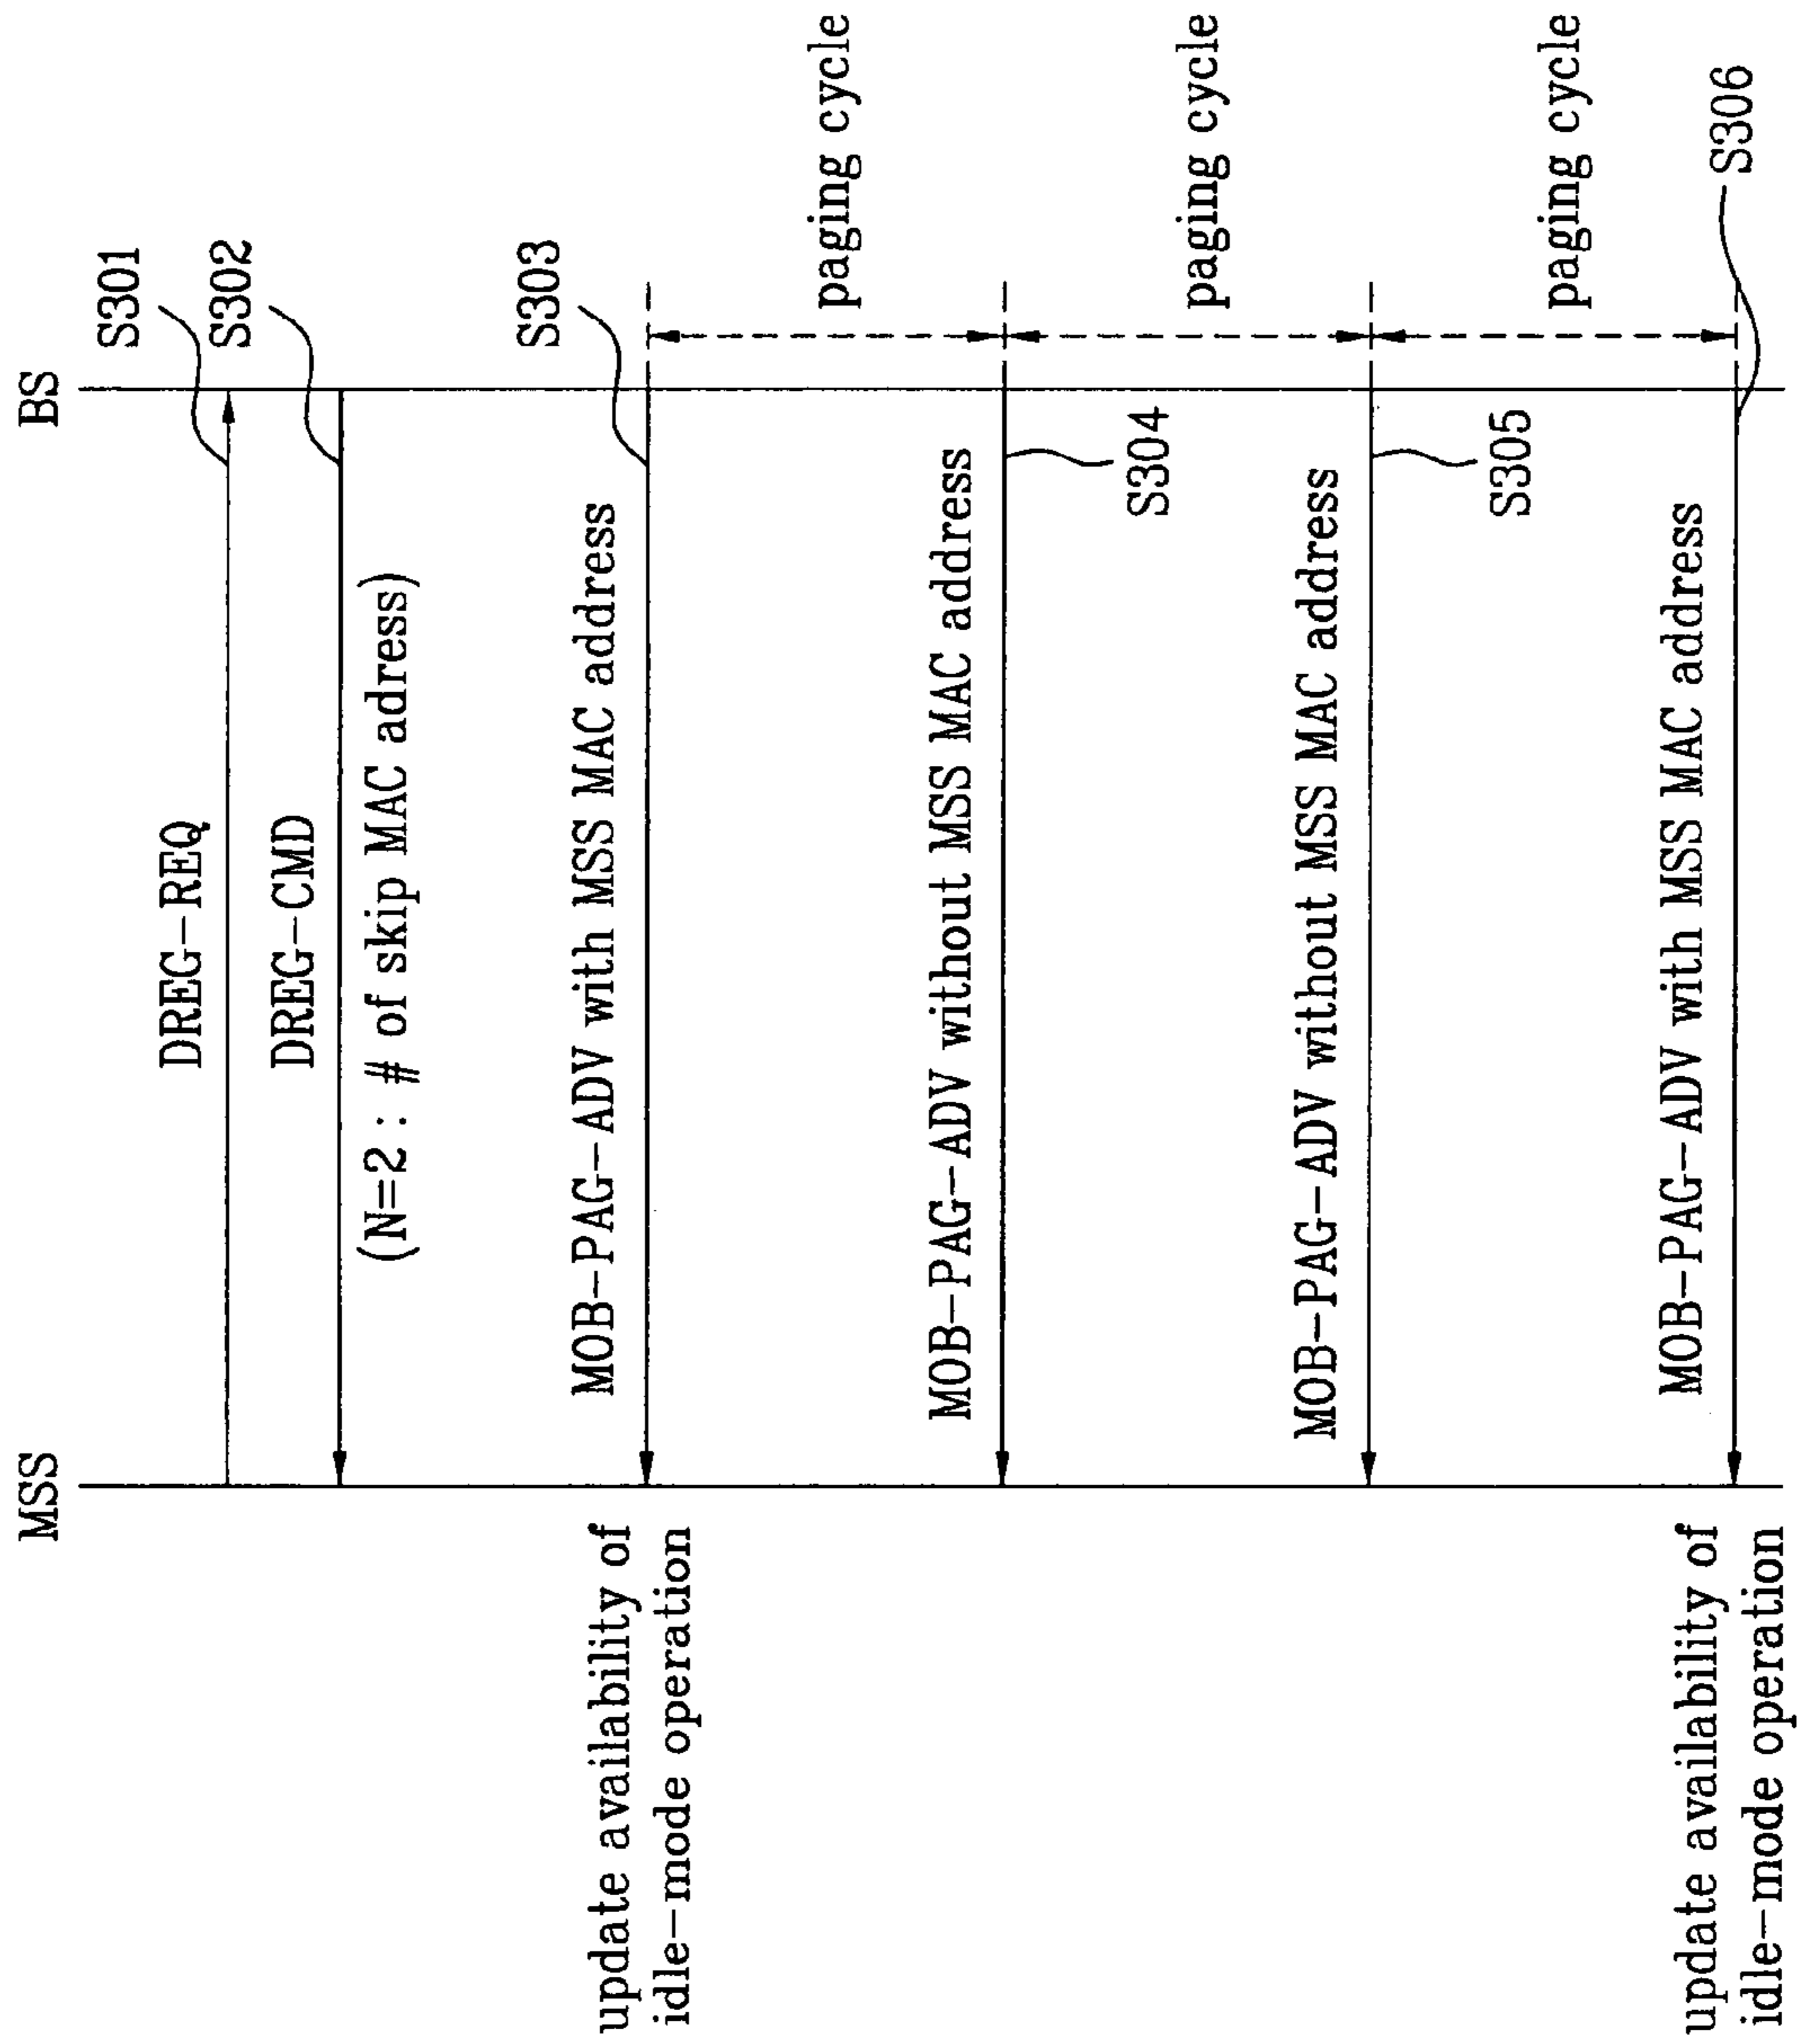 MSS
BS
DREG-REQ
S301
DREG-CMD
S302
(N=2 : # of skip MAC adress)
update availability of
idle-mode operation
MOB-PAG-ADV with MSS MAC address
S303
paging cycle
MOB-PAG-ADV without MSS MAC address
S304
paging cycle
MOB-PAG-ADV without MSS MAC address
S305
paging cycle
update availability of
idle-mode operation
MOB-PAG-ADV with MSS MAC address
S306